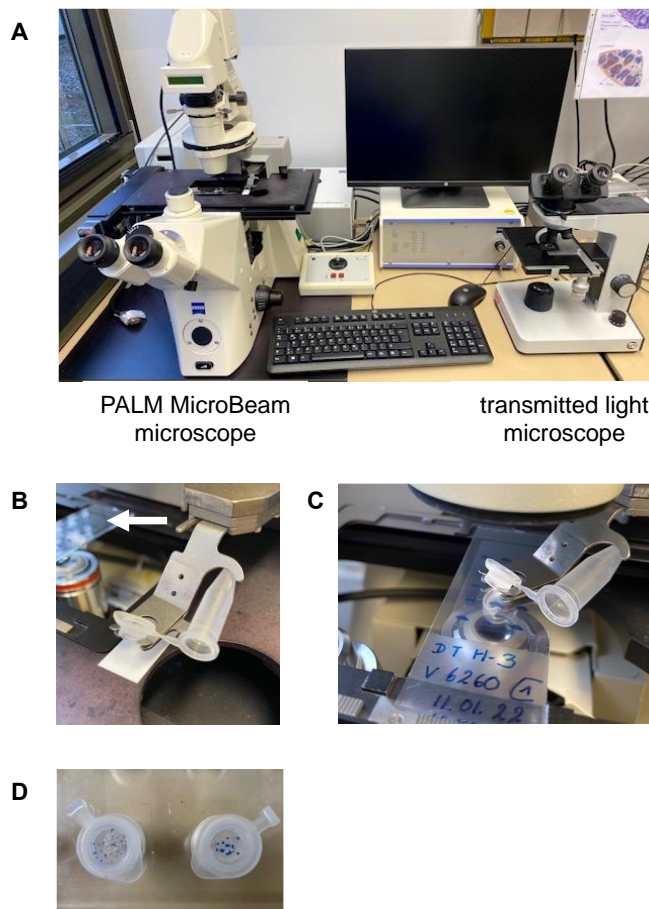 A
PALM MicroBeam
microscope
transmitted light
microscope
B
C
DT H-3
V 6260 1
11.01.22
D